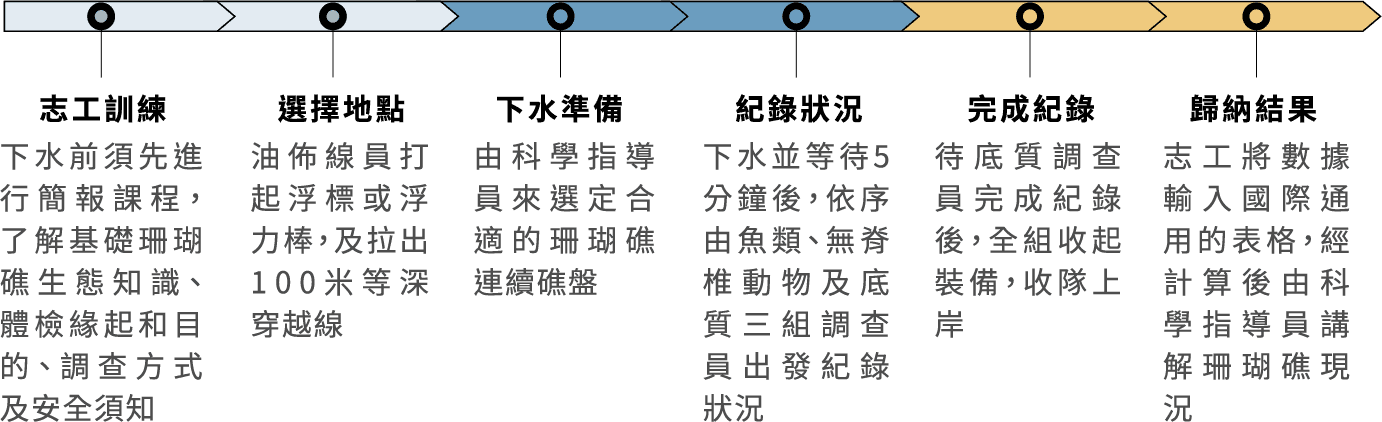 志工訓練
下水前須先進
行簡報課程，
了解基礎珊瑚
礁生態知識、
體檢緣起和目
的、調查方式
及安全須知
選擇地點
油佈線員打
起浮標或浮
力棒，及拉出
100米等深
穿越線
下水準備
由科學指導
員來選定合
適的珊瑚礁
連續礁盤
紀錄狀況
下水並等待5
分鐘後，依序
由魚類、無脊
椎動物及底
質三組調查
員出發紀錄
狀況
完成紀錄
待底質調查
員完成紀錄
後，全組收起
裝備，收隊上
岸
歸納結果
志工將數據
輸入國際通
用的表格，經
計算後由科
學指導員講
解珊瑚礁現
況